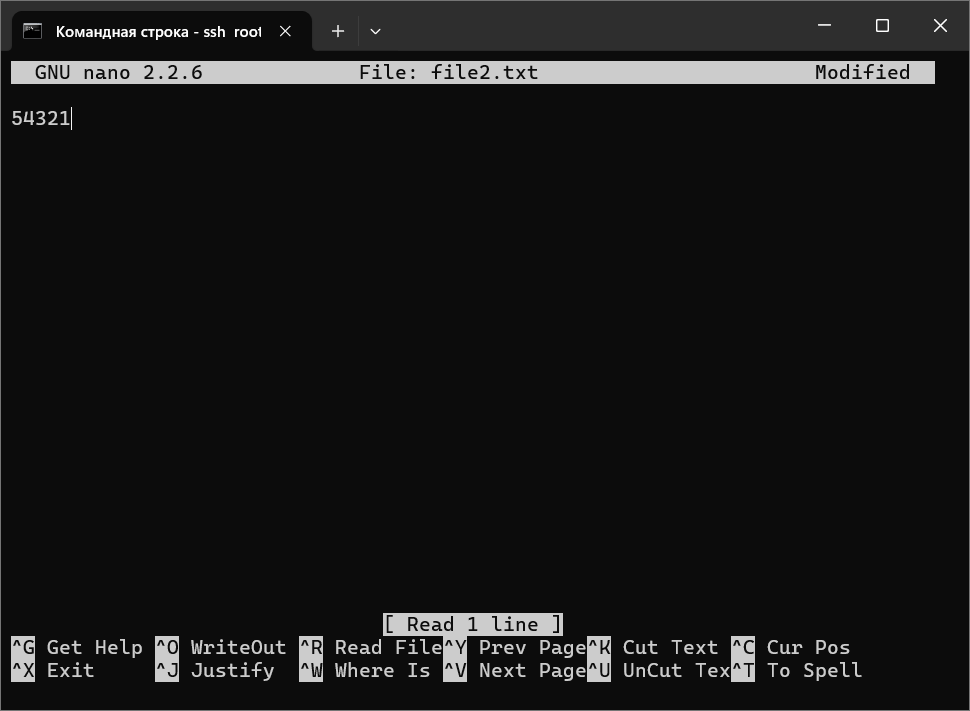 Командная строка - ssh root
GNU nano 2.2.6 File: file2.txt Modified
54321
[ Read 1 line ]
^G Get Help ^O WriteOut ^R Read File ^Y Prev Page ^K Cut Text ^C Cur Pos
^X Exit ^J Justify ^W Where Is ^V Next Page ^U UnCut Tex ^T To Spell